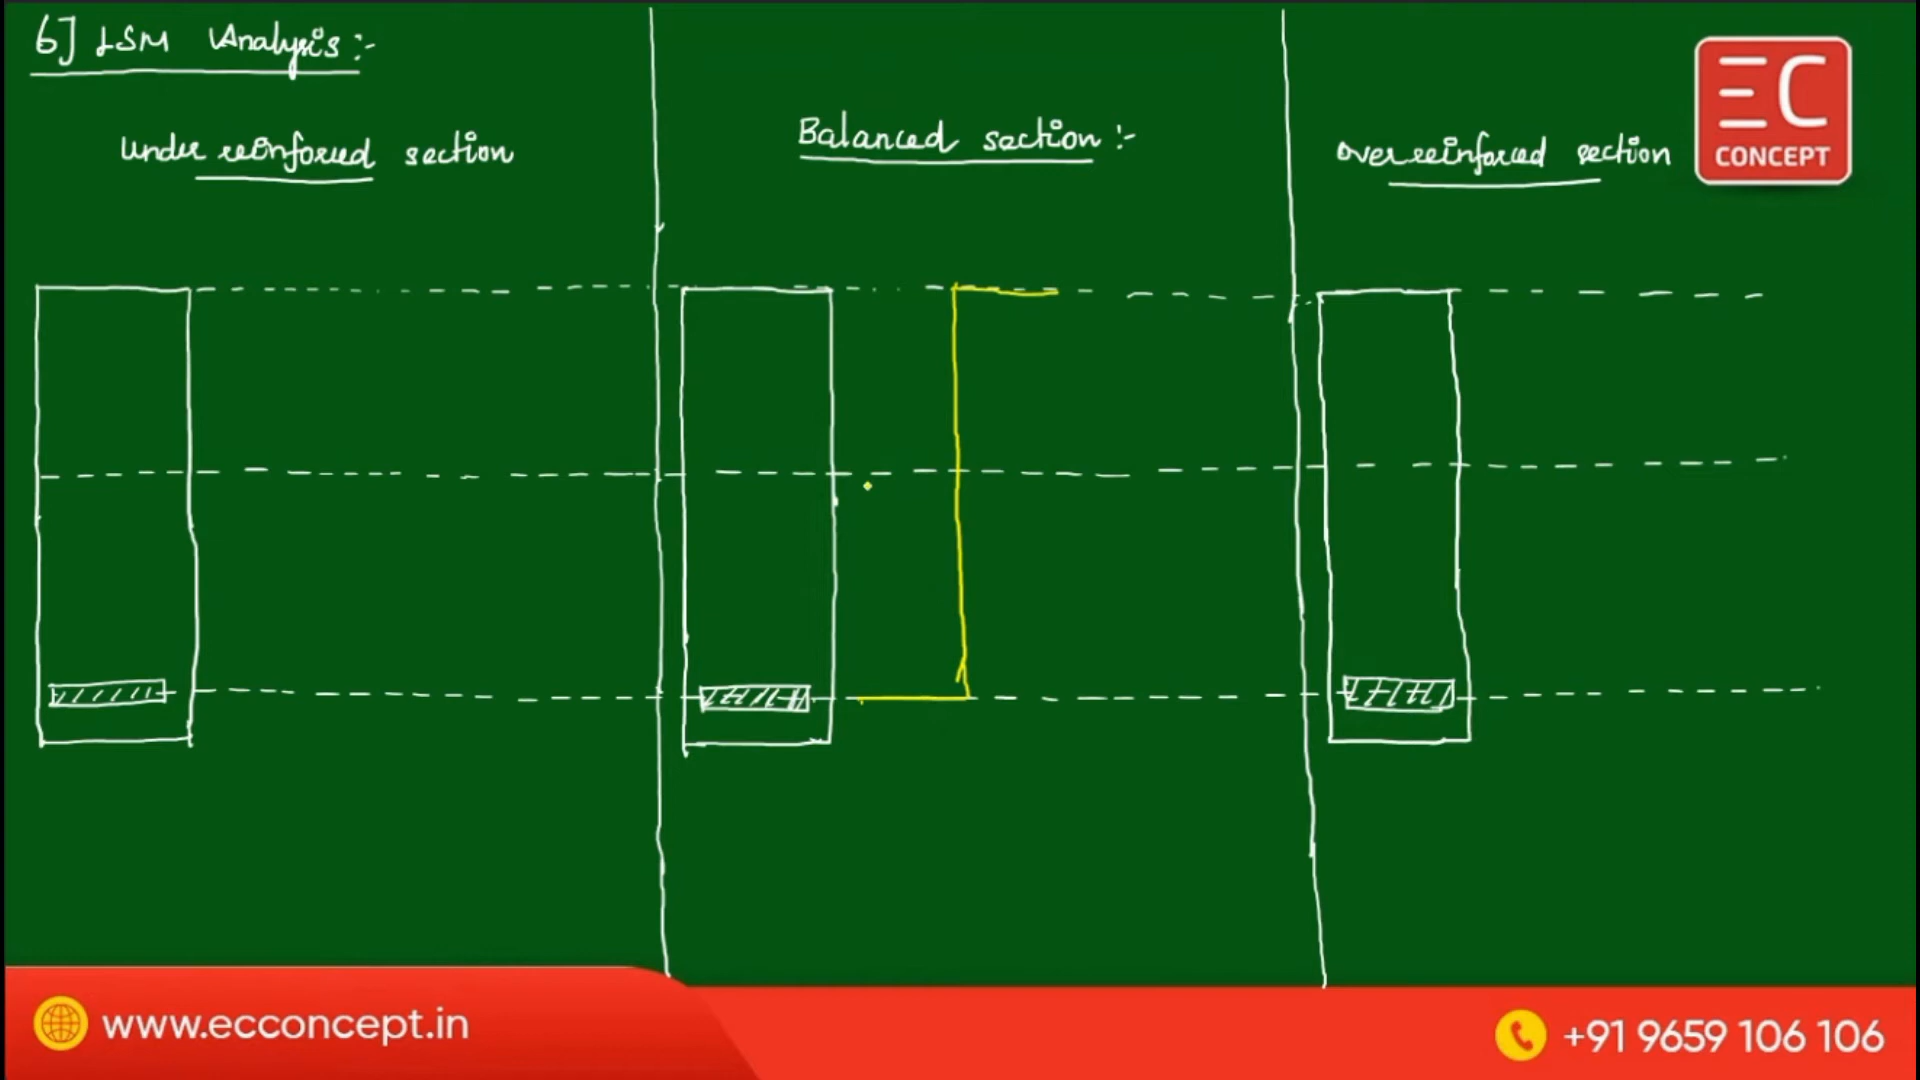 6] LSM Analysis:-
Under reinforced section
Balanced section:-
over reinforced section
EC
CONCEPT
www.ecconcept.in
+91 9659 106 106